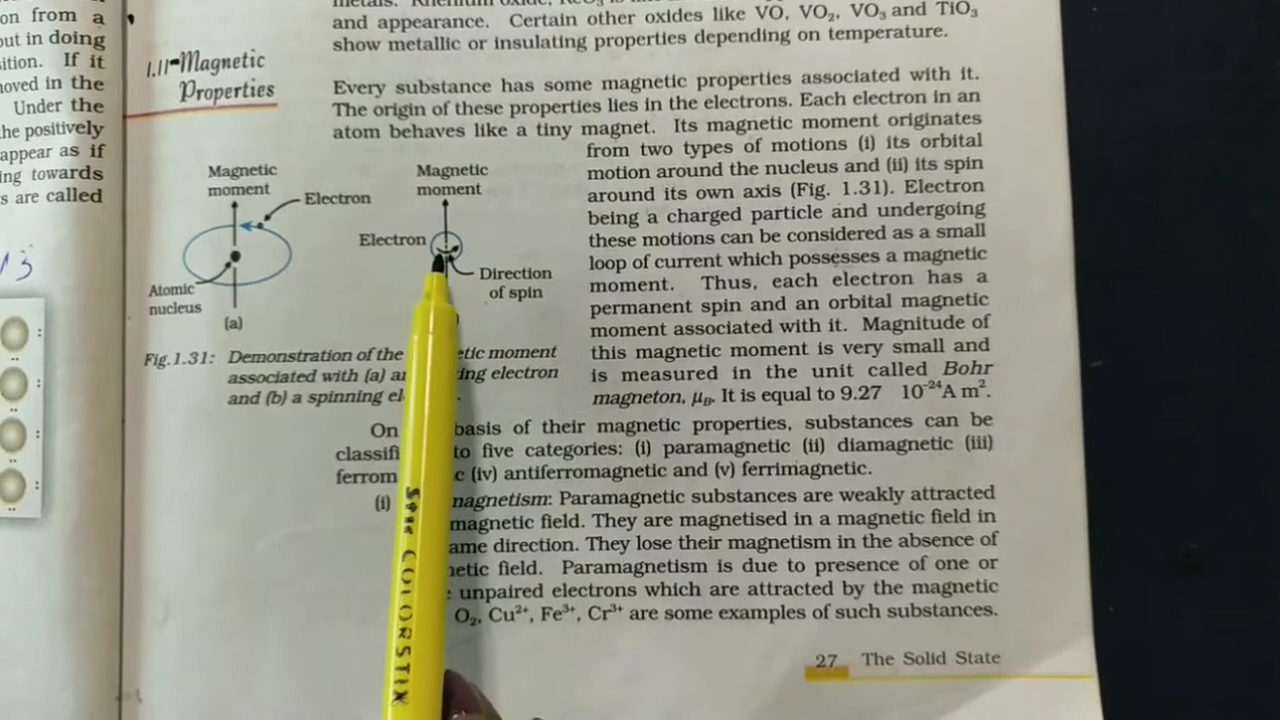 on from a
out in doing
ition. If it
noved in the
Under the
he positively
appear as if
ing towards
s are called
and appearance. Certain other oxides like VO, VO₂, VO₃ and TiO₃
show metallic or insulating properties depending on temperature.
1.11 Magnetic
Properties
Every substance has some magnetic properties associated with it.
The origin of these properties lies in the electrons. Each electron in an
atom behaves like a tiny magnet. Its magnetic moment originates
from two types of motions (i) its orbital
motion around the nucleus and (ii) its spin
around its own axis (Fig. 1.31). Electron
being a charged particle and undergoing
these motions can be considered as a small
loop of current which possesses a magnetic
moment. Thus, each electron has a
permanent spin and an orbital magnetic
moment associated with it. Magnitude of
this magnetic moment is very small and
is measured in the unit called Bohr
magneton, μB. It is equal to 9.27 10⁻²⁴A m².
Magnetic
moment
Electron
Atomic
nucleus
(a)
Magnetic
moment
Electron
Direction
of spin
Fig.1.31: Demonstration of the etic moment
associated with (a) an ing electron
and (b) a spinning el
On basis of their magnetic properties, substances can be
classifi to five categories: (i) paramagnetic (ii) diamagnetic (iii)
ferrom c (iv) antiferromagnetic and (v) ferrimagnetic.
(i) magnetism: Paramagnetic substances are weakly attracted
magnetic field. They are magnetised in a magnetic field in
ame direction. They lose their magnetism in the absence of
netic field. Paramagnetism is due to presence of one or
unpaired electrons which are attracted by the magnetic
O₂, Cu²⁺, Fe³⁺, Cr³⁺ are some examples of such substances.
27 The Solid State
COLORSTIX